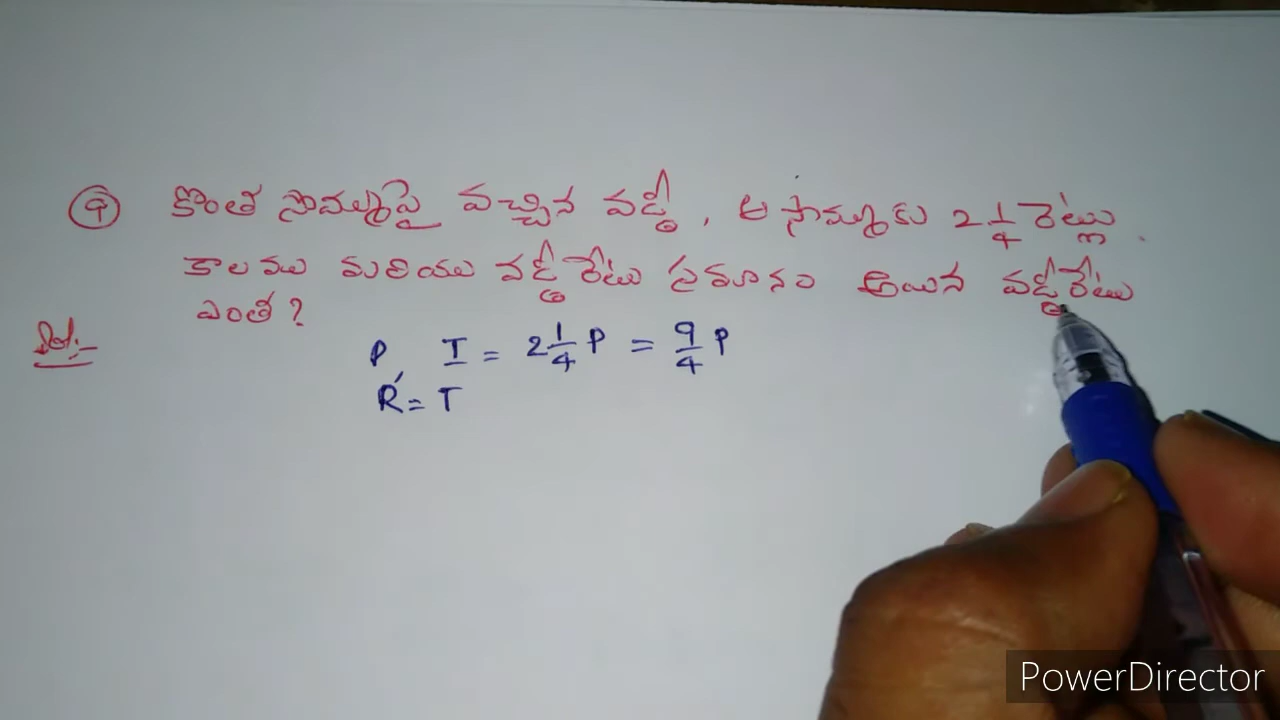 9 కొంత సొమ్ముపై వచ్చిన వడ్డీ, ఆ సొమ్ముకు 2 1/4 రెట్లు.
కాలము మరియు వడ్డీరేటు సమానం అయిన వడ్డీరేటు
ఎంత?
Sol:-
P, I = 2 1/4 P = 9/4 P
R = T
PowerDirector